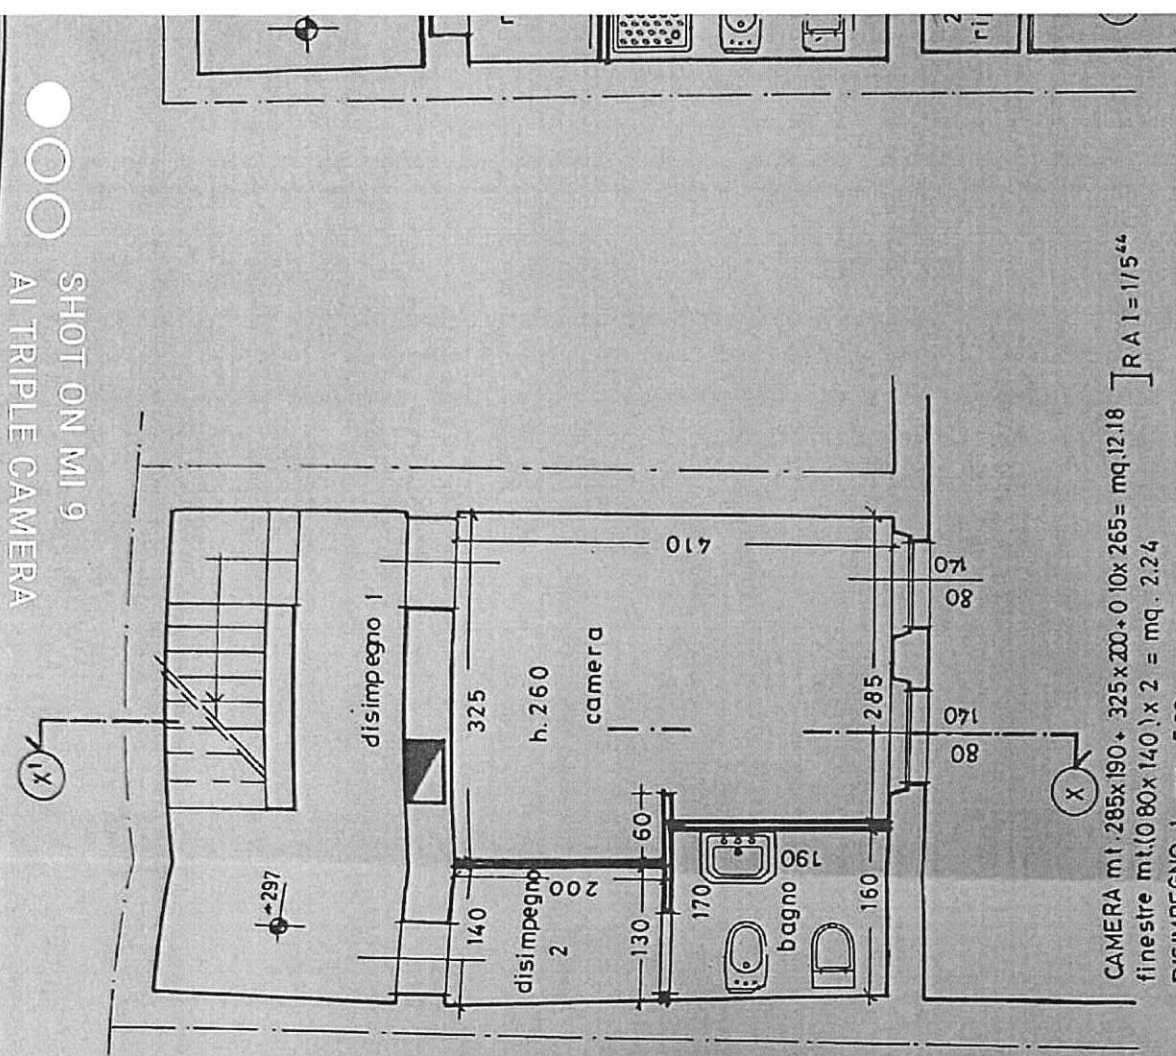 SHOT ON MI 9
AI TRIPLE CAMERA
2
X'
+297
disimpegno 1
325
h. 260
camera
410
285
140
disimpegno
2
200
130
60
170
190
bagno
160
140
80
140
80
X
CAMERA mt. 285x190+ 325x200+0 10x 265= mq.12.18 ] R A I = 1/5⁴⁴
finestre mt.(0.80x 140) x 2 = mq. 2.24